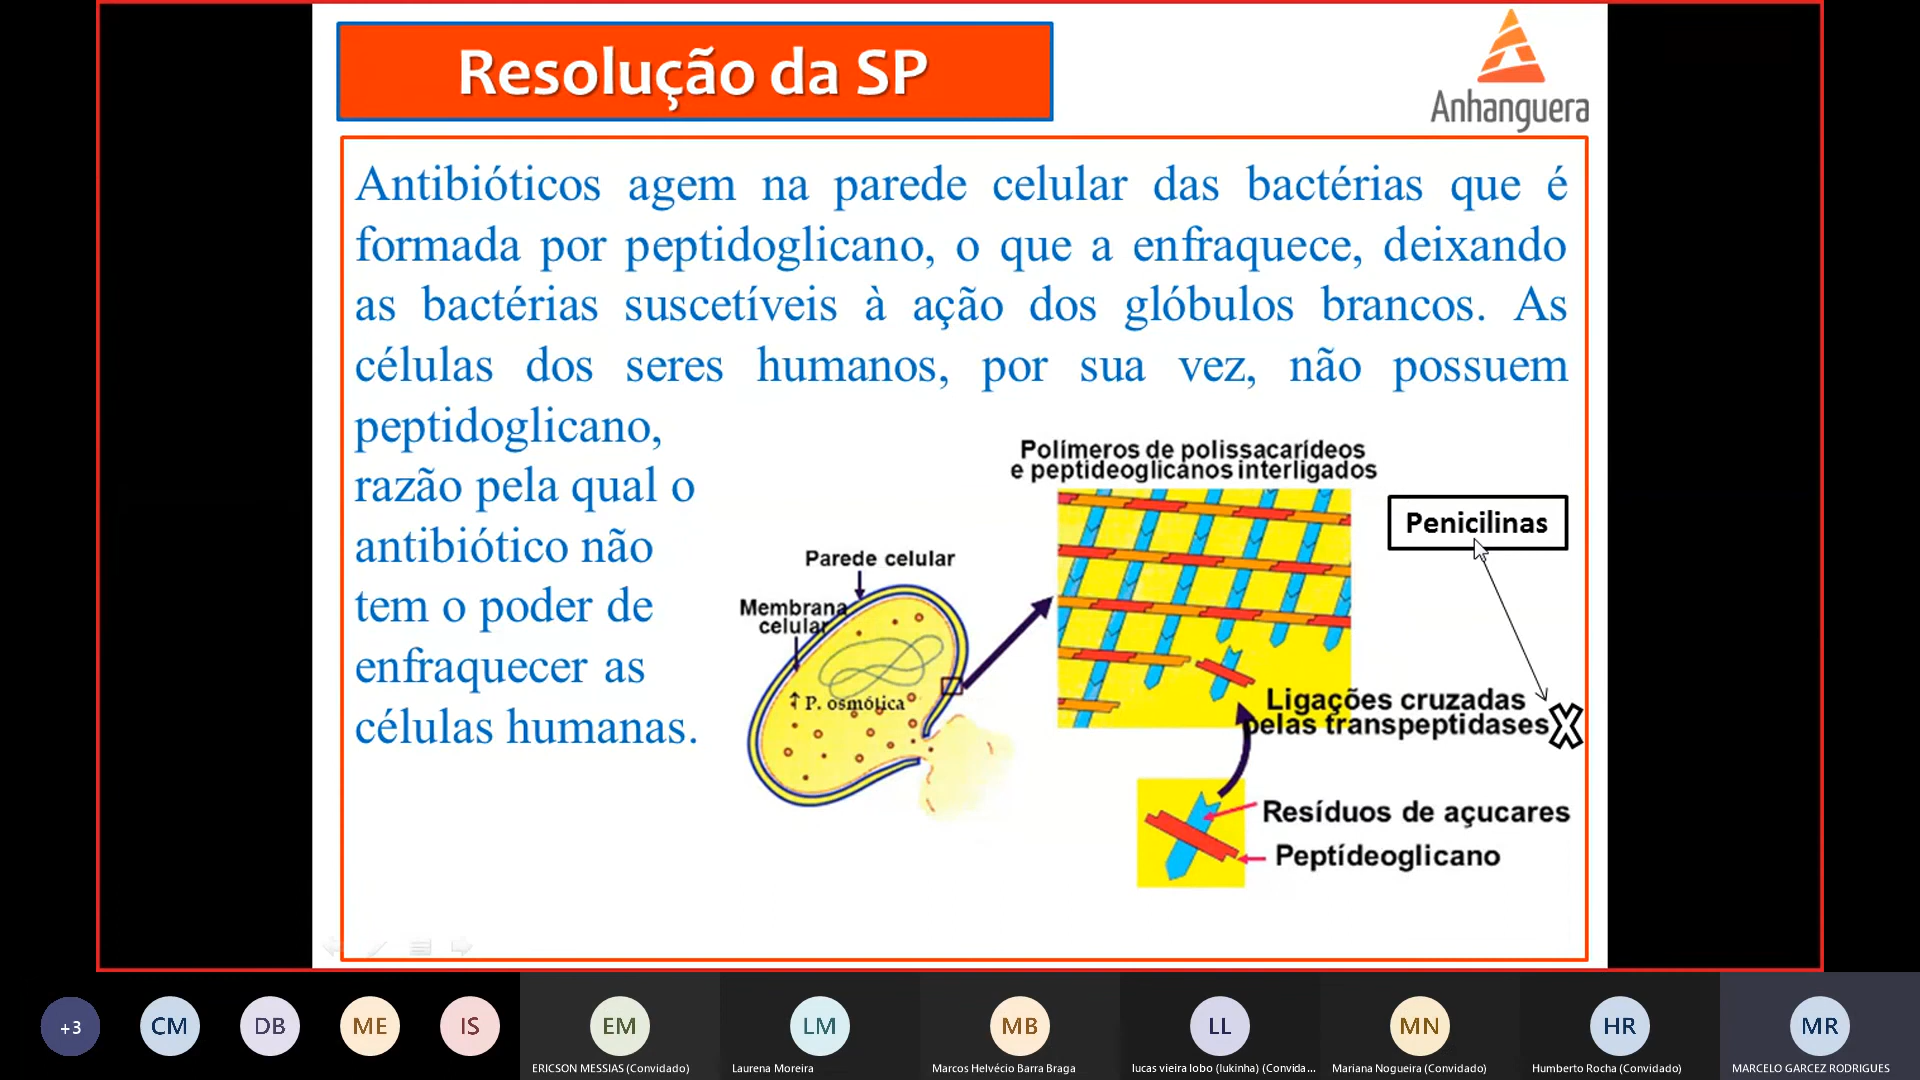 Resolução da SP
Anhanguera
Antibióticos agem na parede celular das bactérias que é
formada por peptidoglicano, o que a enfraquece, deixando
as bactérias suscetíveis à ação dos glóbulos brancos. As
células dos seres humanos, por sua vez, não possuem
peptidoglicano,
razão pela qual o
antibiótico não
tem o poder de
enfraquecer as
células humanas.
Polímeros de polissacarídeos
e peptideoglicanos interligados
Penicilinas
Parede celular
Membrana
celular
↑ P. osmótica
Ligações cruzadas
pelas transpeptidases
X
Resíduos de açucares
Peptídeoglicano
+3
CM
DB
ME
IS
EM
LM
MB
LL
MN
HR
MR
ERICSON MESSIAS (Convidado)
Laurena Moreira
Marcos Helvécio Barra Braga
lucas vieira lobo (lukinha) (Convida...
Mariana Nogueira (Convidado)
Humberto Rocha (Convidado)
MARCELO GARCEZ RODRIGUES